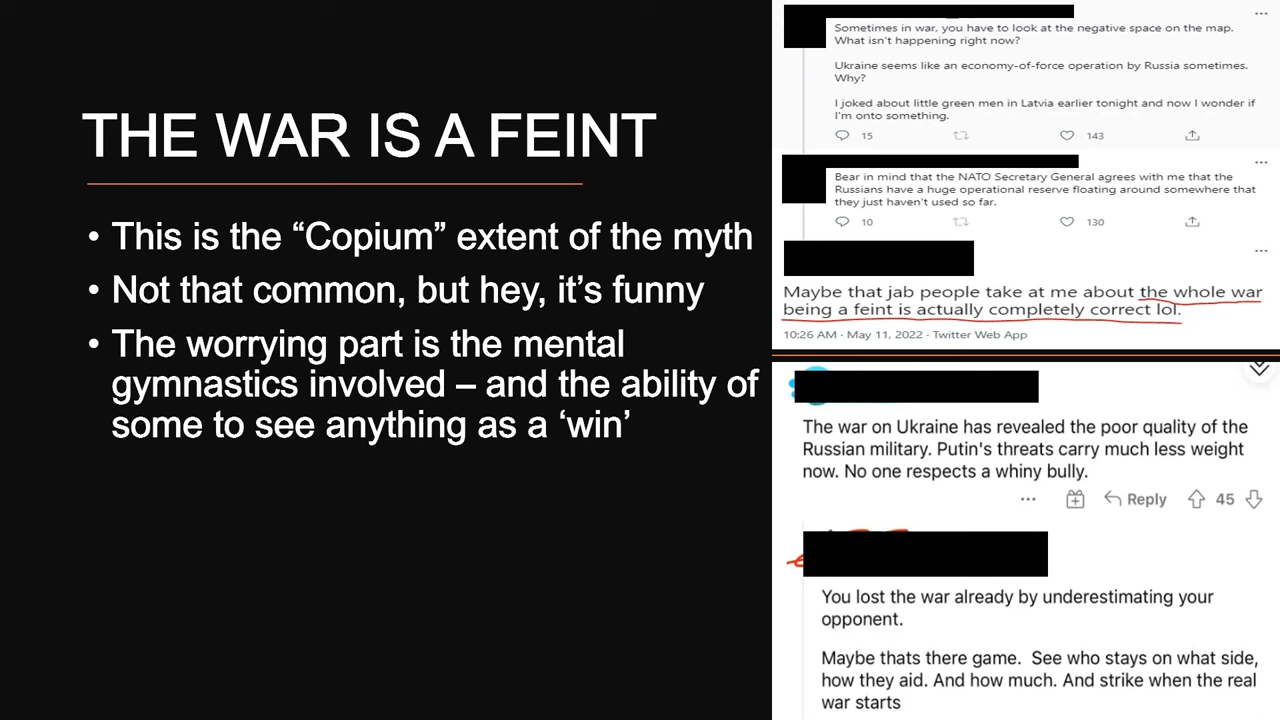 THE WAR IS A FEINT
• This is the “Copium” extent of the myth
• Not that common, but hey, it’s funny
• The worrying part is the mental
gymnastics involved – and the ability of
some to see anything as a ‘win’
Sometimes in war, you have to look at the negative space on the map.
What isn't happening right now?
Ukraine seems like an economy-of-force operation by Russia sometimes.
Why?
I joked about little green men in Latvia earlier tonight and now I wonder if
I'm onto something.
15 143
Bear in mind that the NATO Secretary General agrees with me that the
Russians have a huge operational reserve floating around somewhere that
they just haven't used so far.
10 130
Maybe that jab people take at me about the whole war
being a feint is actually completely correct lol.
10:26 AM · May 11, 2022 · Twitter Web App
The war on Ukraine has revealed the poor quality of the
Russian military. Putin's threats carry much less weight
now. No one respects a whiny bully.
Reply 45
You lost the war already by underestimating your
opponent.
Maybe thats there game. See who stays on what side,
how they aid. And how much. And strike when the real
war starts